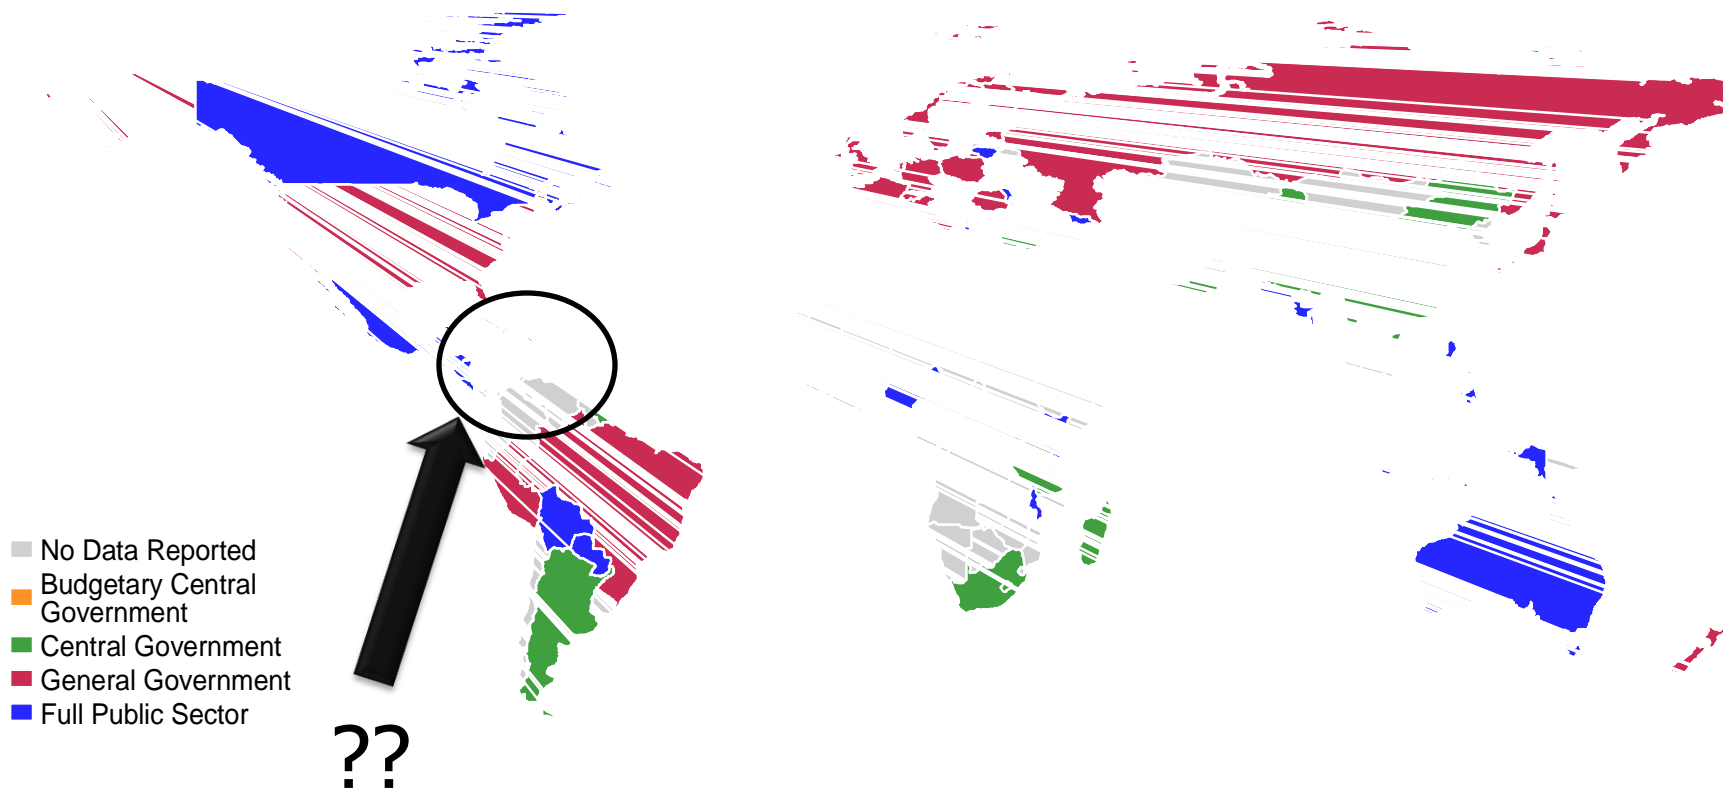 No Data Reported
Budgetary Central
Government
Central Government
General Government
Full Public Sector
??